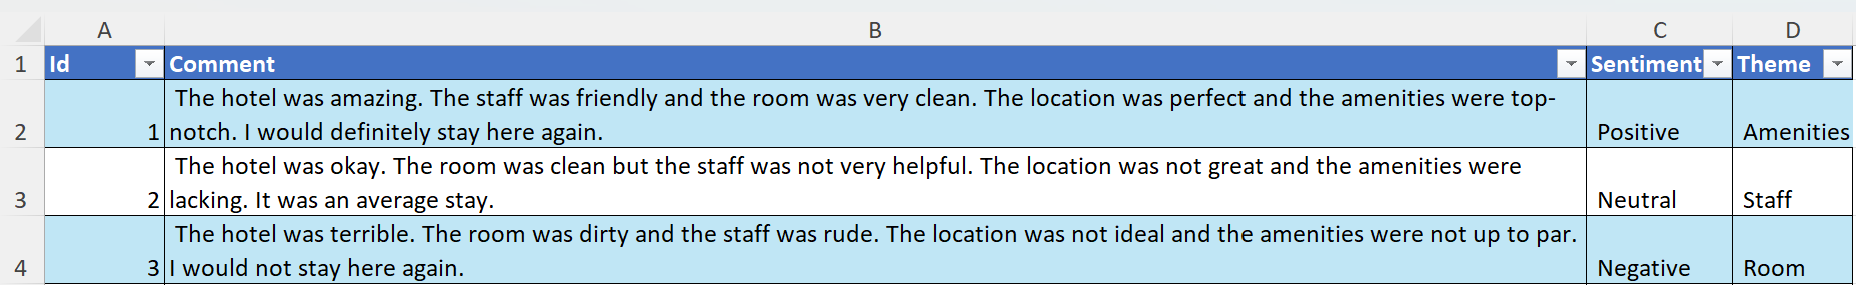 A B C D
1 Id Comment Sentiment Theme
The hotel was amazing. The staff was friendly and the room was very clean. The location was perfect and the amenities were top-
2 1 notch. I would definitely stay here again. Positive Amenities
The hotel was okay. The room was clean but the staff was not very helpful. The location was not great and the amenities were
3 2 lacking. It was an average stay. Neutral Staff
The hotel was terrible. The room was dirty and the staff was rude. The location was not ideal and the amenities were not up to par.
4 3 I would not stay here again. Negative Room